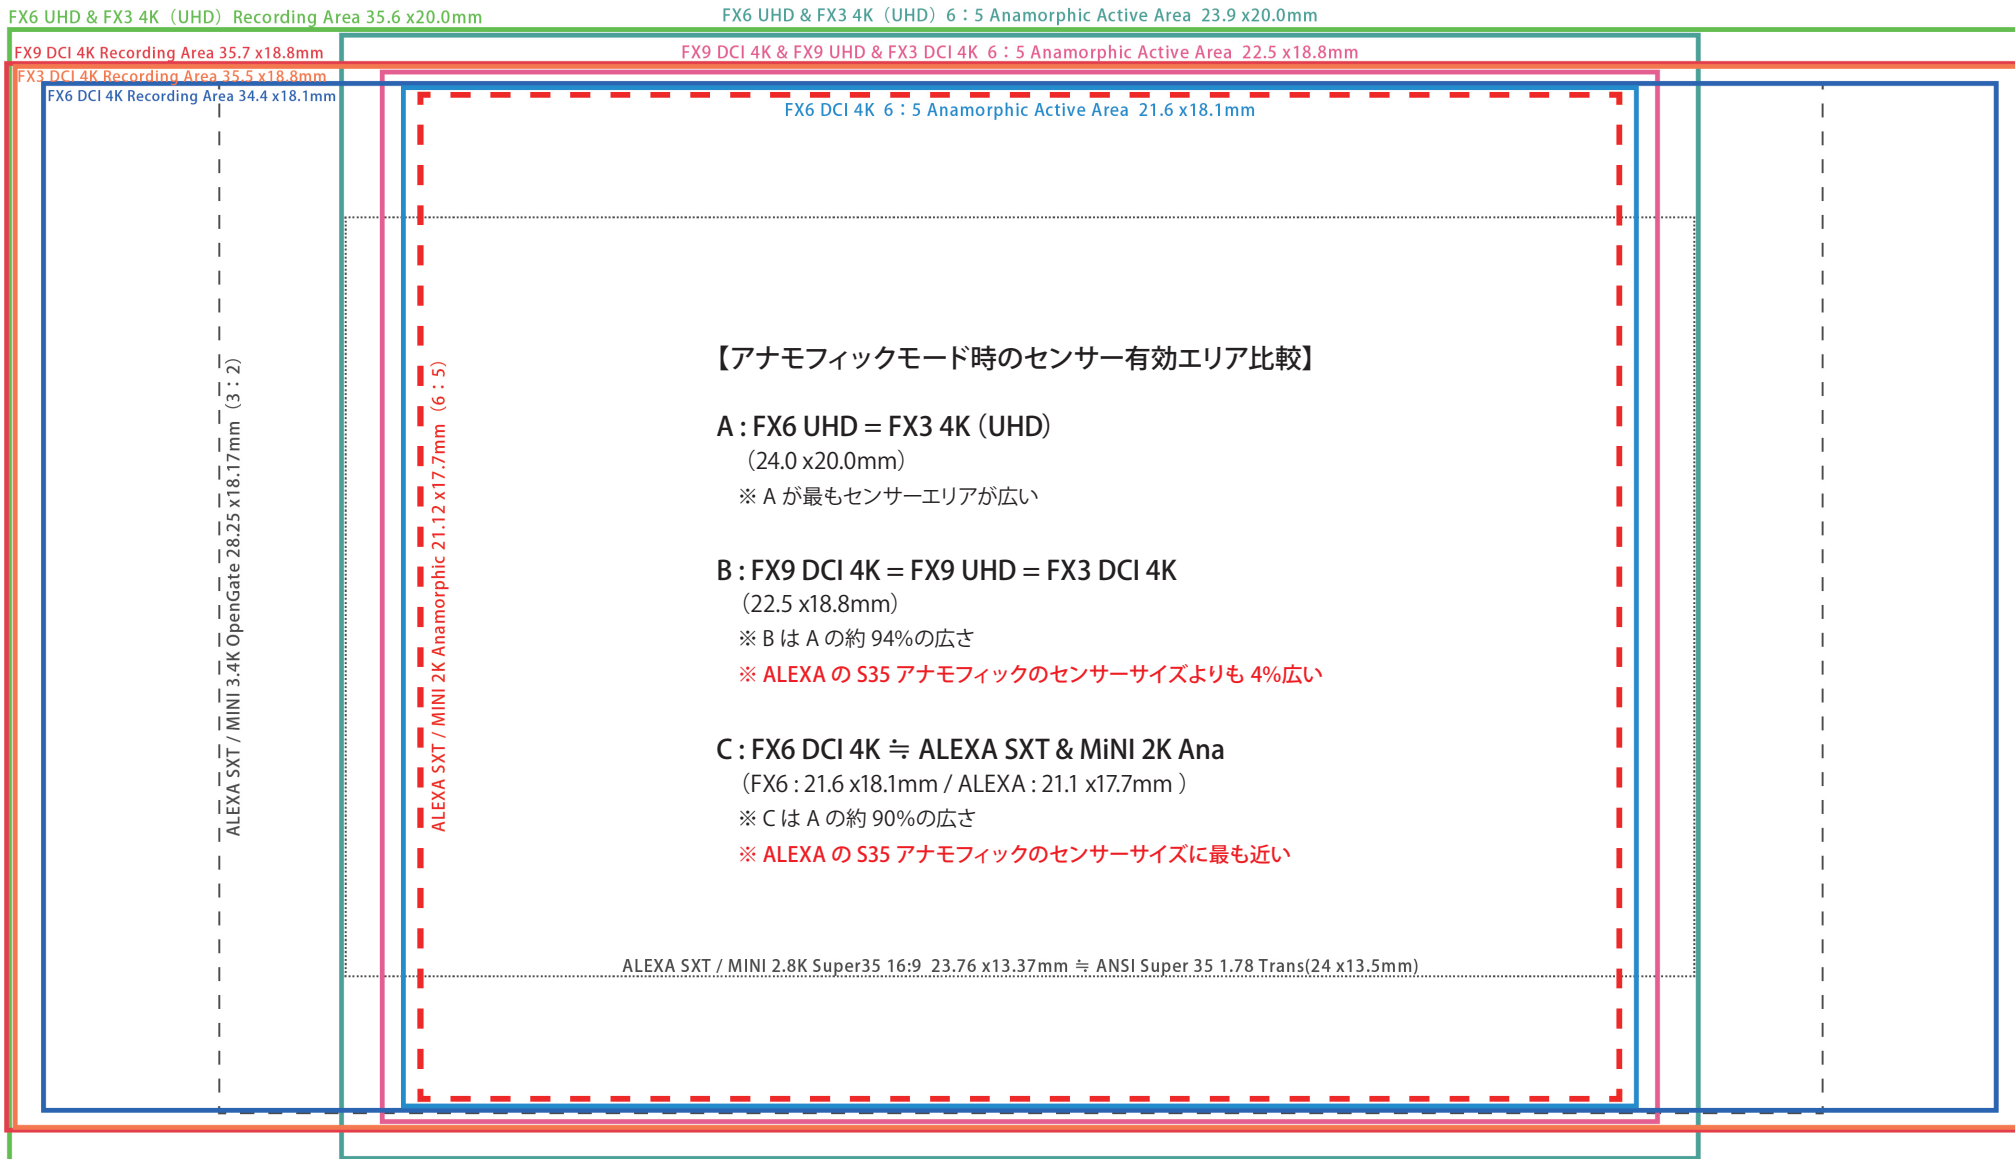 FX6 UHD & FX3 4K（UHD）Recording Area 35.6 x20.0mm
FX6 UHD & FX3 4K（UHD）6：5 Anamorphic Active Area 23.9 x20.0mm
FX9 DCI 4K Recording Area 35.7 x18.8mm
FX9 DCI 4K & FX9 UHD & FX3 DCI 4K 6：5 Anamorphic Active Area 22.5 x18.8mm
FX3 DCI 4K Recording Area 35.5 x18.8mm
FX6 DCI 4K Recording Area 34.4 x18.1mm
FX6 DCI 4K 6：5 Anamorphic Active Area 21.6 x18.1mm
ALEXA SXT / MINI 3.4K OpenGate 28.25 x18.17mm（3：2）
ALEXA SXT / MINI 2K Anamorphic 21.12 x17.7mm（6：5）
【アナモフィックモード時のセンサー有効エリア比較】
A : FX6 UHD = FX3 4K（UHD）
（24.0 x20.0mm）
※ A が最もセンサーエリアが広い
B : FX9 DCI 4K = FX9 UHD = FX3 DCI 4K
（22.5 x18.8mm）
※ B は A の約 94%の広さ
※ ALEXA の S35 アナモフィックのセンサーサイズよりも 4%広い
C : FX6 DCI 4K ≒ ALEXA SXT & MiNI 2K Ana
（FX6 : 21.6 x18.1mm / ALEXA : 21.1 x17.7mm ）
※ C は A の約 90%の広さ
※ ALEXA の S35 アナモフィックのセンサーサイズに最も近い
ALEXA SXT / MINI 2.8K Super35 16:9 23.76 x13.37mm ≒ ANSI Super 35 1.78 Trans(24 x13.5mm)